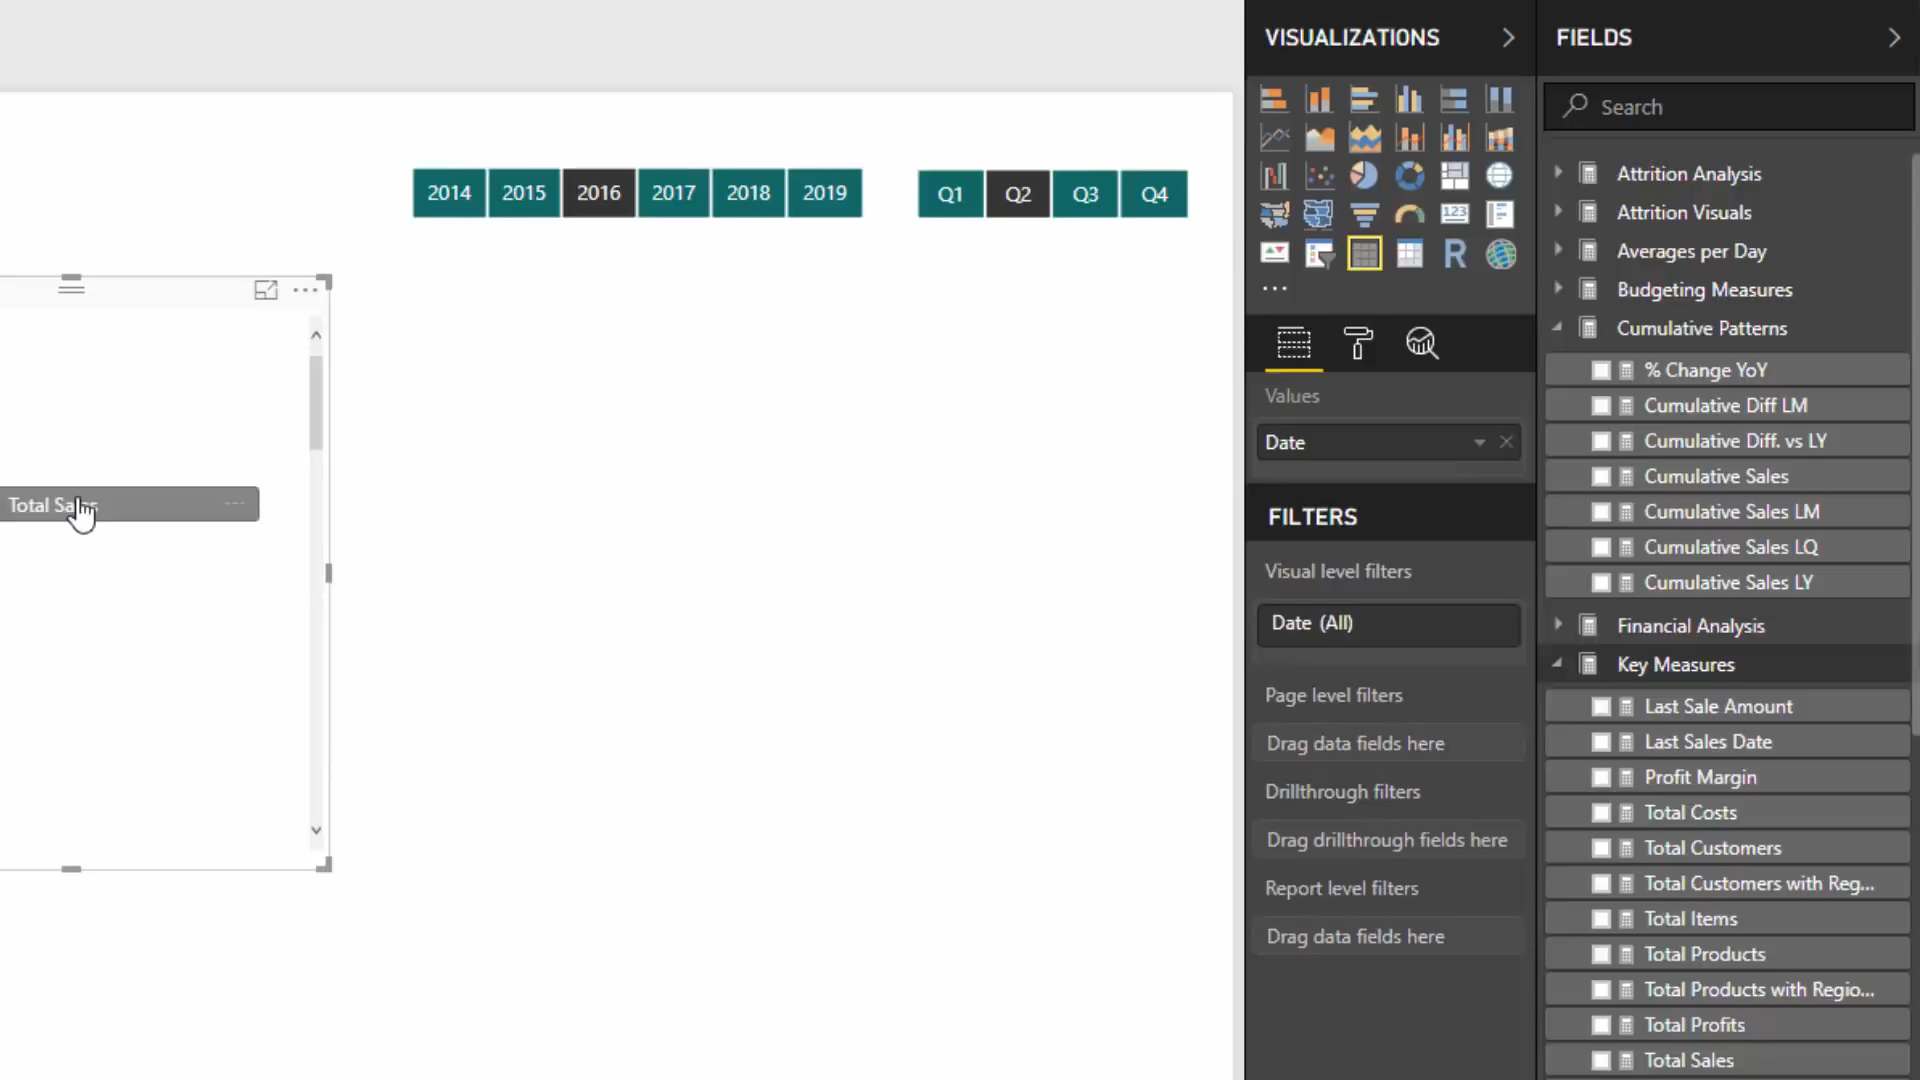 VISUALIZATIONS
FIELDS
Search
2014 2015 2016 2017 2018 2019
Q1 Q2 Q3 Q4
123
R
Values
Date
FILTERS
Visual level filters
Date (All)
Page level filters
Drag data fields here
Drillthrough filters
Drag drillthrough fields here
Report level filters
Drag data fields here
Total Sales
Attrition Analysis
Attrition Visuals
Averages per Day
Budgeting Measures
Cumulative Patterns
% Change YoY
Cumulative Diff LM
Cumulative Diff. vs LY
Cumulative Sales
Cumulative Sales LM
Cumulative Sales LQ
Cumulative Sales LY
Financial Analysis
Key Measures
Last Sale Amount
Last Sales Date
Profit Margin
Total Costs
Total Customers
Total Customers with Reg...
Total Items
Total Products
Total Products with Regio...
Total Profits
Total Sales